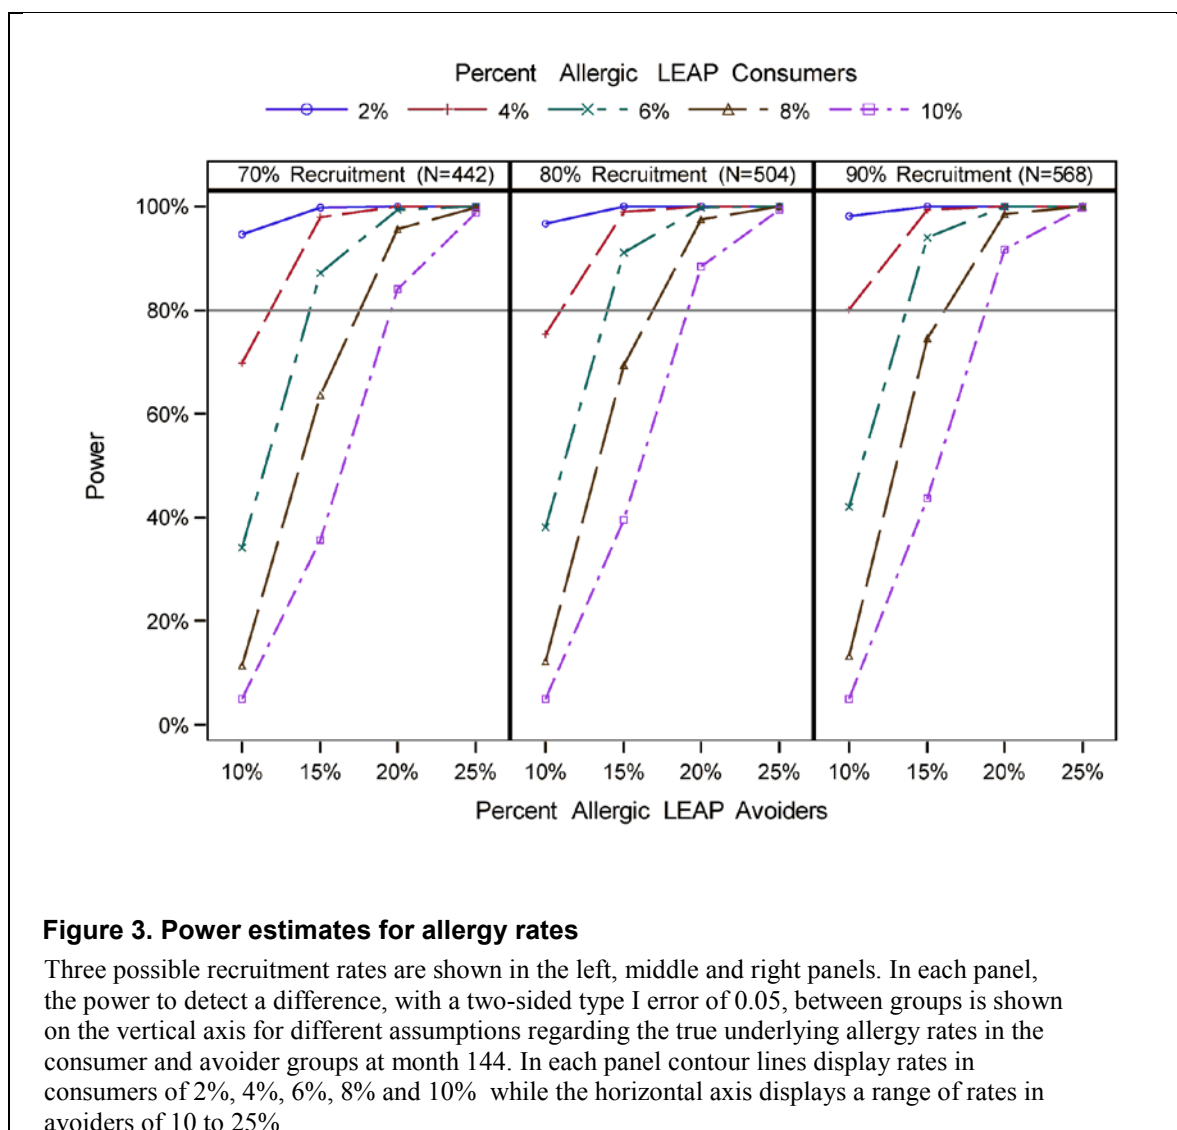 Percent Allergic LEAP Consumers
2% 4% 6% 8% 10%
70% Recruitment (N=442) 80% Recruitment (N=504) 90% Recruitment (N=568)
100%
80%
60%
40%
20%
0%
Power
10% 15% 20% 25% 10% 15% 20% 25% 10% 15% 20% 25%
Percent Allergic LEAP Avoiders
Figure 3. Power estimates for allergy rates
Three possible recruitment rates are shown in the left, middle and right panels. In each panel,
the power to detect a difference, with a two-sided type I error of 0.05, between groups is shown
on the vertical axis for different assumptions regarding the true underlying allergy rates in the
consumer and avoider groups at month 144. In each panel contour lines display rates in
consumers of 2%, 4%, 6%, 8% and 10% while the horizontal axis displays a range of rates in
avoiders of 10 to 25%